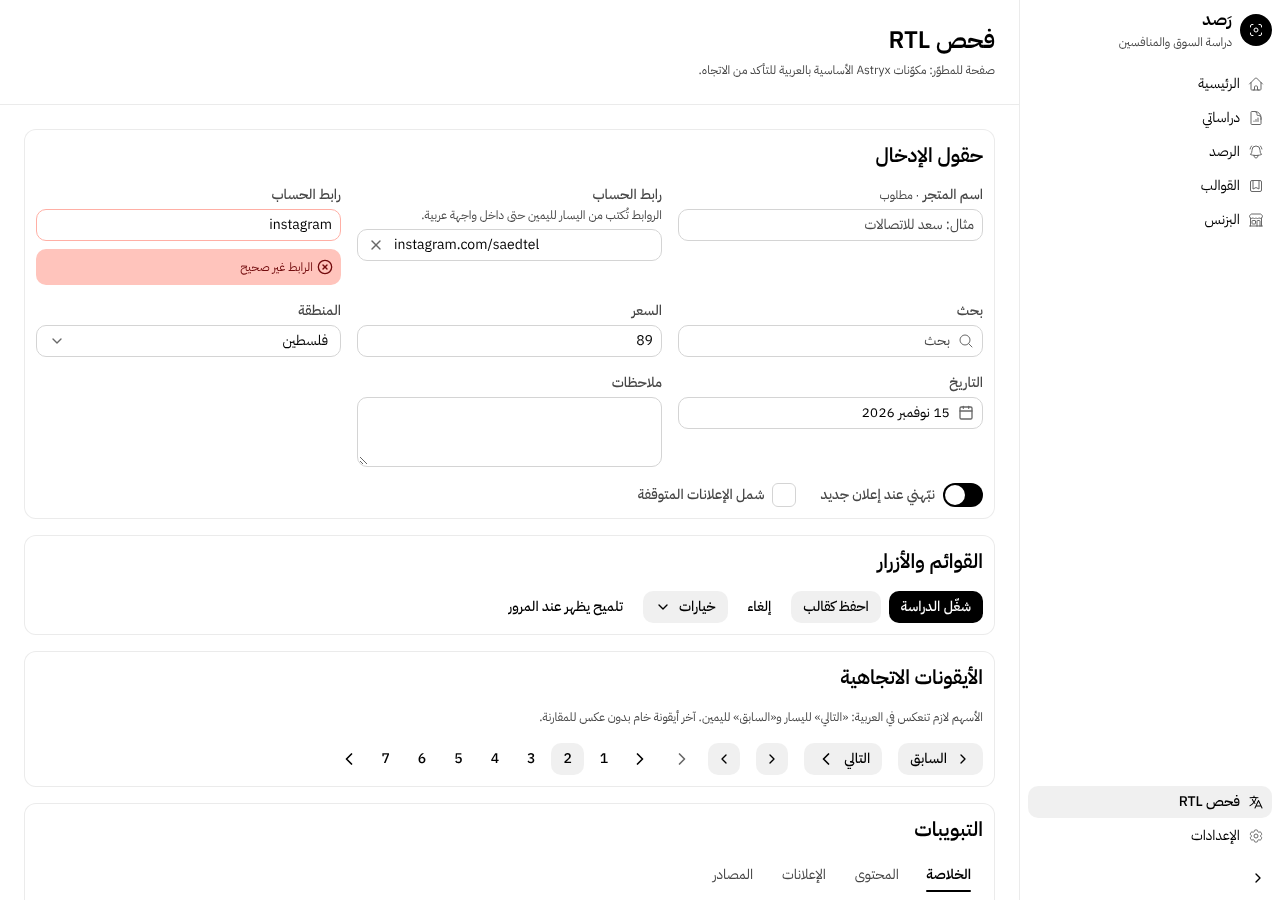 رَصد
دراسة السوق والمنافسين
الرئيسية
دراساتي
الرصد
القوالب
البزنس
فحص RTL
الإعدادات
فحص RTL
صفحة للمطوّر: مكوّنات Astryx الأساسية بالعربية للتأكد من الاتجاه.
حقول الإدخال
اسم المتجر · مطلوب
مثال: سعد للاتصالات
رابط الحساب
الروابط تُكتب من اليسار لليمين حتى داخل واجهة عربية.
instagram.com/saedtel
رابط الحساب
instagram
الرابط غير صحيح
بحث
بحث
السعر
89
المنطقة
فلسطين
التاريخ
15 نوفمبر 2026
ملاحظات
نبّهني عند إعلان جديد
شمل الإعلانات المتوقفة
القوائم والأزرار
شغّل الدراسة
احفظ كقالب
إلغاء
خيارات
تلميح يظهر عند المرور
الأيقونات الاتجاهية
الأسهم لازم تنعكس في العربية: «التالي» لليسار و«السابق» لليمين. آخر أيقونة خام بدون عكس للمقارنة.
السابق
التالي
1 2 3 4 5 6 7
التبويبات
الخلاصة
المحتوى
الإعلانات
المصادر